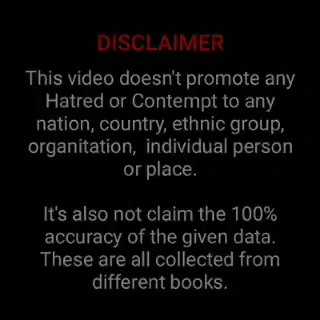 DISCLAIMER
This video doesn't promote any
Hatred or Contempt to any
nation, country, ethnic group,
organitation,  individual person
or place.
It's also not claim the 100%
accuracy of the given data.
These are all collected from
different books.